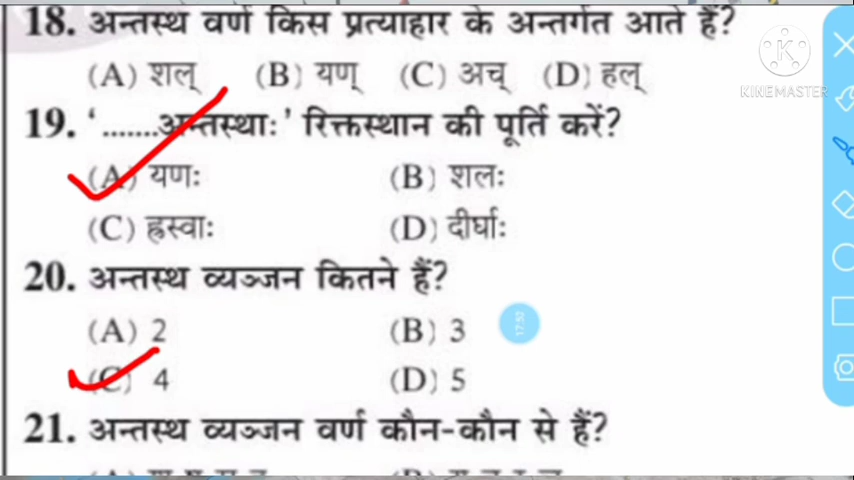 18. अन्तस्थ वर्ण किस प्रत्याहार के अन्तर्गत आते हैं?
(A) शल् (B) यण् (C) अच् (D) हल्
19. '.......अन्तस्थाः' रिक्तस्थान की पूर्ति करें?
(A) यणः (B) शलः
(C) ह्रस्वाः (D) दीर्घाः
20. अन्तस्थ व्यञ्जन कितने हैं?
(A) 2 (B) 3
(C) 4 (D) 5
21. अन्तस्थ व्यञ्जन वर्ण कौन-कौन से हैं?
K
KINEMASTER
17:57